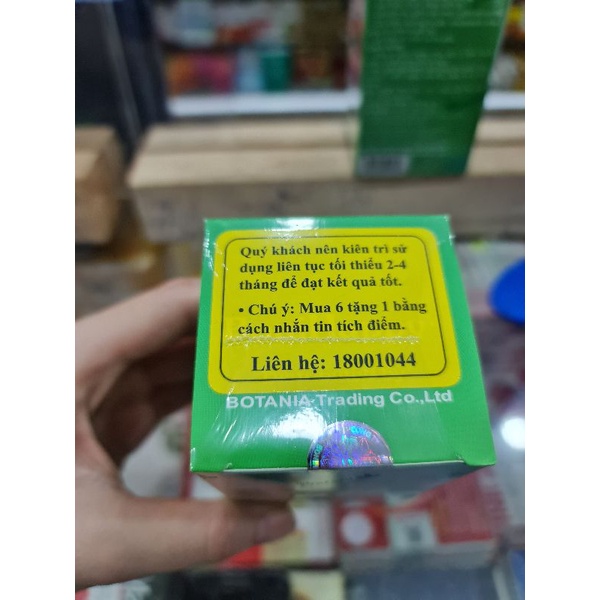 Quý khách nên kiên trì sử
dụng liên tục tối thiểu 2-4
tháng để đạt kết quả tốt.
• Chú ý: Mua 6 tặng 1 bằng
cách nhắn tin tích điểm.
Liên hệ: 18001044
BOTANIA Trading Co.,Ltd